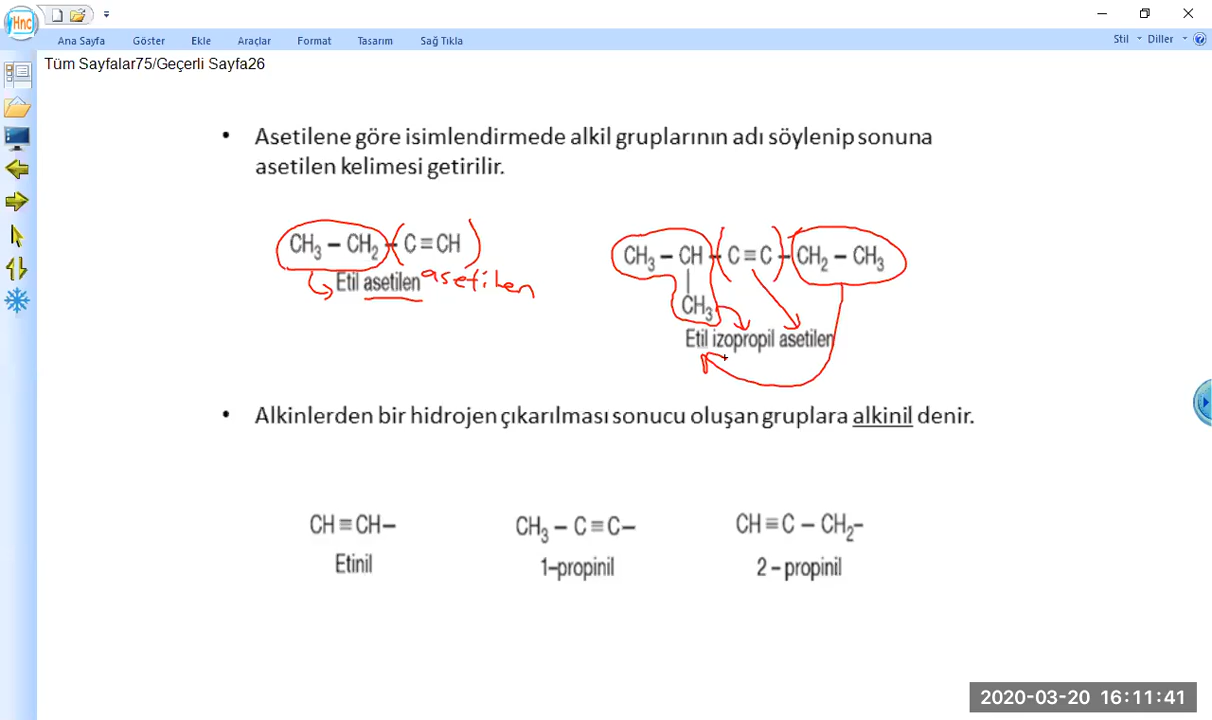 Hnc
Ana Sayfa Göster Ekle Araçlar Format Tasarım Sağ Tıkla Stil Diller
Tüm Sayfalar75/Geçerli Sayfa26
• Asetilene göre isimlendirmede alkil gruplarının adı söylenip sonuna
asetilen kelimesi getirilir.
CH₃ – CH₂ – C ≡ CH
Etil asetilen asetilen
CH₃ – CH – C ≡ C – CH₂ – CH₃
CH₃
Etil izopropil asetilen
• Alkinlerden bir hidrojen çıkarılması sonucu oluşan gruplara alkinil denir.
CH ≡ CH–
Etinil
CH₃ – C ≡ C–
1–propinil
CH ≡ C – CH₂–
2 – propinil
2020-03-20 16:11:41